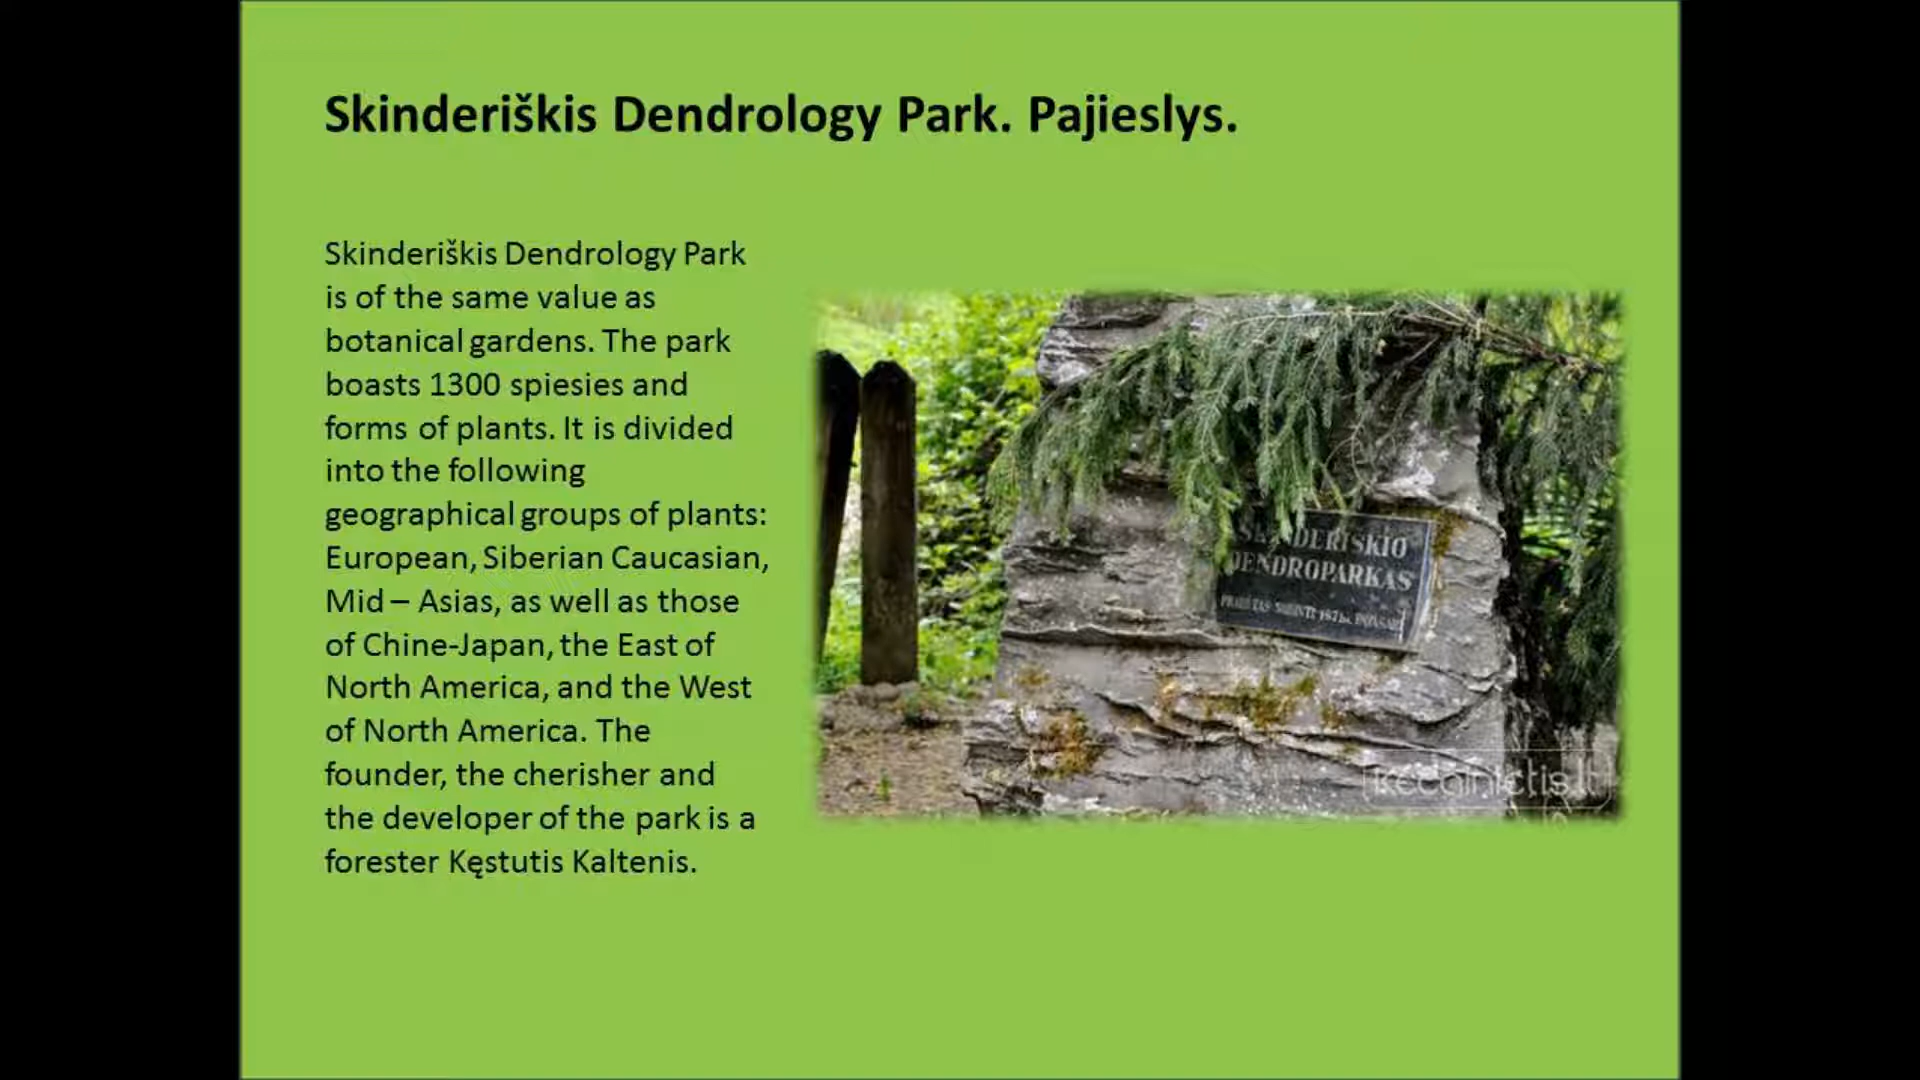 Skinderiškis Dendrology Park. Pajieslys.
Skinderiškis Dendrology Park
is of the same value as
botanical gardens. The park
boasts 1300 spiesies and
forms of plants. It is divided
into the following
geographical groups of plants:
European, Siberian Caucasian,
Mid – Asias, as well as those
of Chine-Japan, the East of
North America, and the West
of North America. The
founder, the cherisher and
the developer of the park is a
forester Kęstutis Kaltenis.
DENDROPARKAS